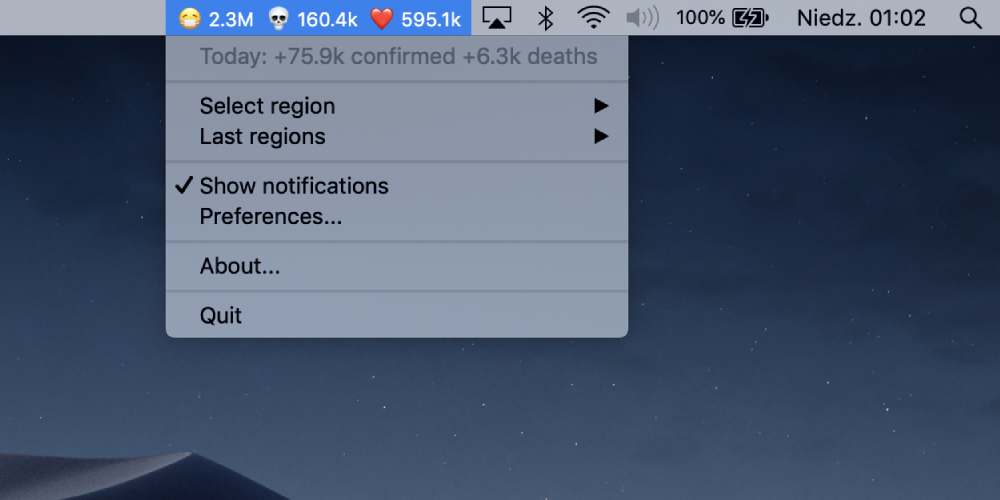 😷 2.3M 💀 160.4k ❤️ 595.1k 100% Niedz. 01:02
Today: +75.9k confirmed +6.3k deaths
Select region
Last regions
Show notifications
Preferences...
About...
Quit